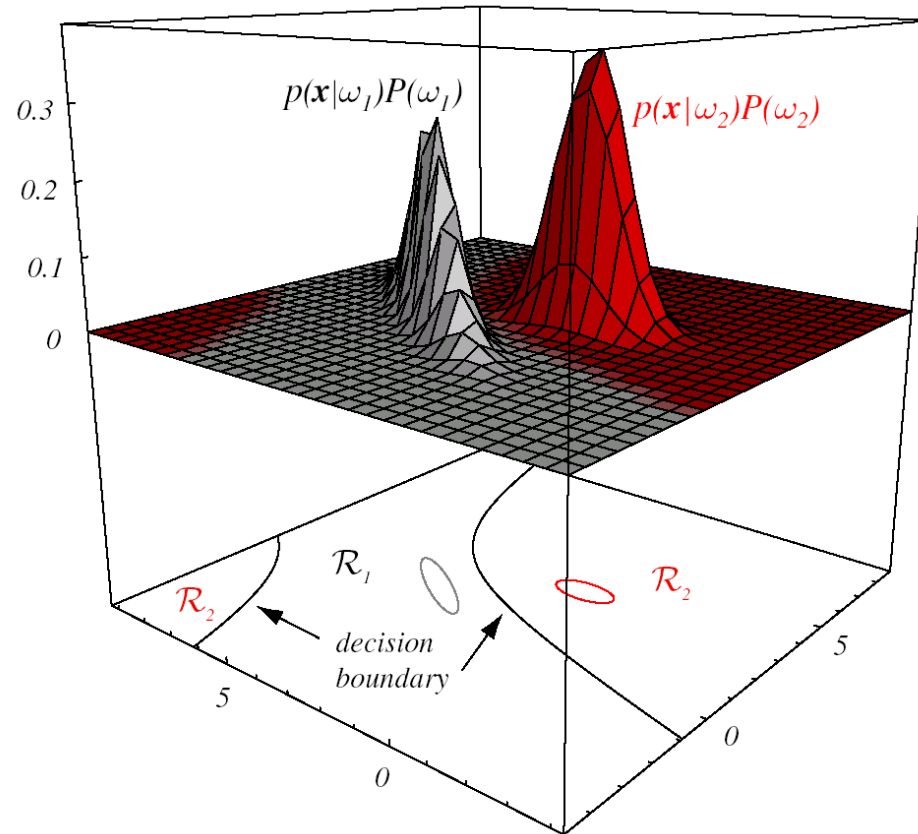 p(x|ω₁)P(ω₁)
p(x|ω₂)P(ω₂)
0.3
0.2
0.1
0
R₁
R₂
R₂
decision
boundary
5
0
5
0